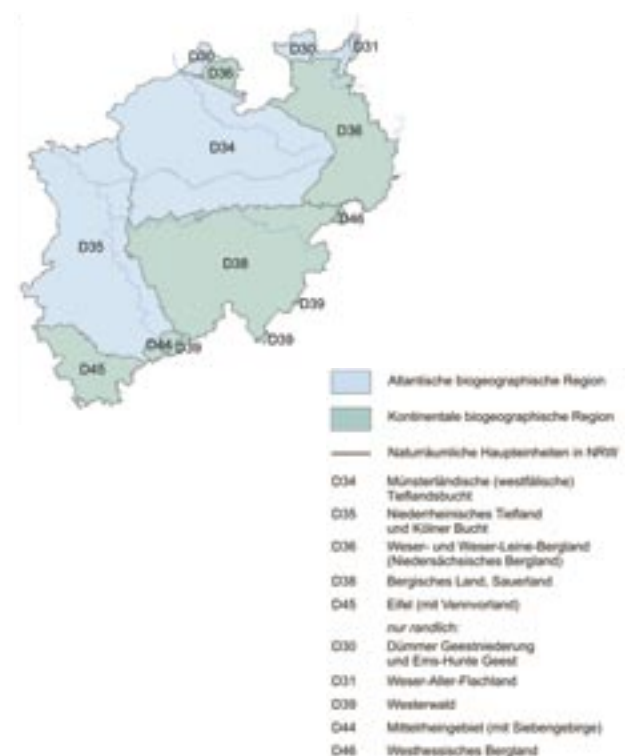 D30
D30
D31
D36
D34
D36
D46
D35
D38
D39
D39
D44
D39
D45
Atlantische biogeographische Region
Kontinentale biogeographische Region
Naturräumliche Haupteinheiten in NRW
D34 Münsterländische (westfälische)
Tieflandsbucht
D35 Niederrheinisches Tiefland
und Kölner Bucht
D36 Weser- und Weser-Leine-Bergland
(Niedersächsisches Bergland)
D38 Bergisches Land, Sauerland
D45 Eifel (mit Vennvorland)
nur randlich:
D30 Dümmer Geestniederung
und Ems-Hunte Geest
D31 Weser-Aller-Flachland
D39 Westerwald
D44 Mittelrheingebiet (mit Siebengebirge)
D46 Westhessisches Bergland